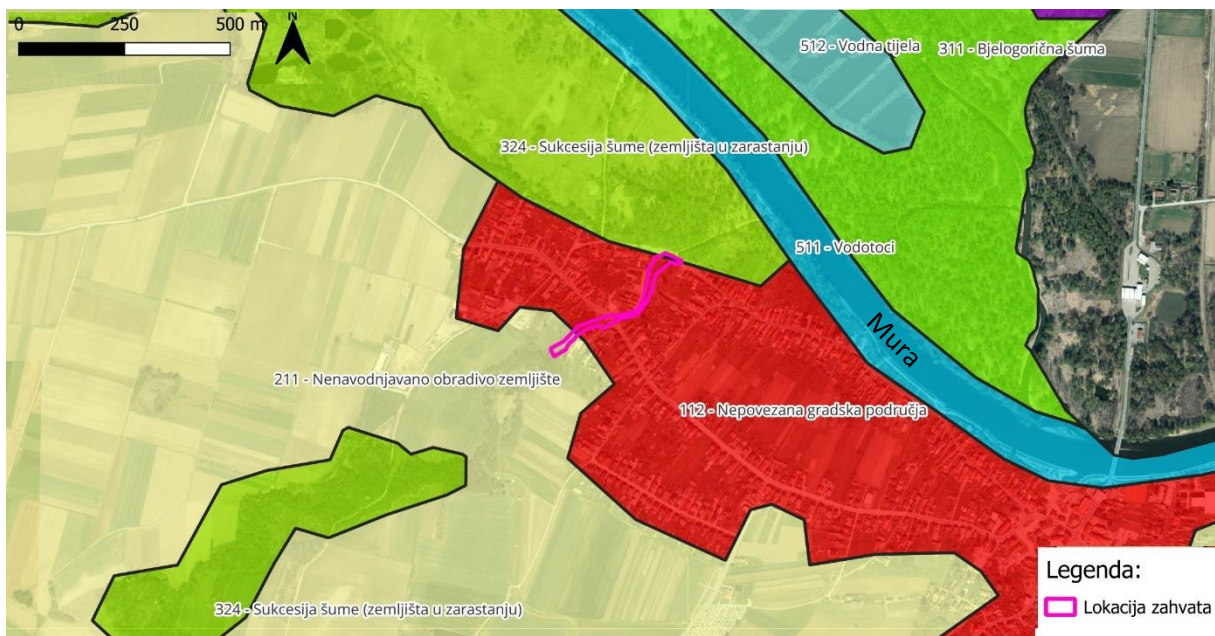 0 250 500 m
N
512 - Vodna tijela
311 - Bjelogorična šuma
324 - Sukcesija šume (zemljišta u zarastanju)
511 - Vodotoci
Mura
211 - Nenavodnjavano obradivo zemljište
112 - Nepovezana gradska područja
324 - Sukcesija šume (zemljišta u zarastanju)
Legenda:
Lokacija zahvata